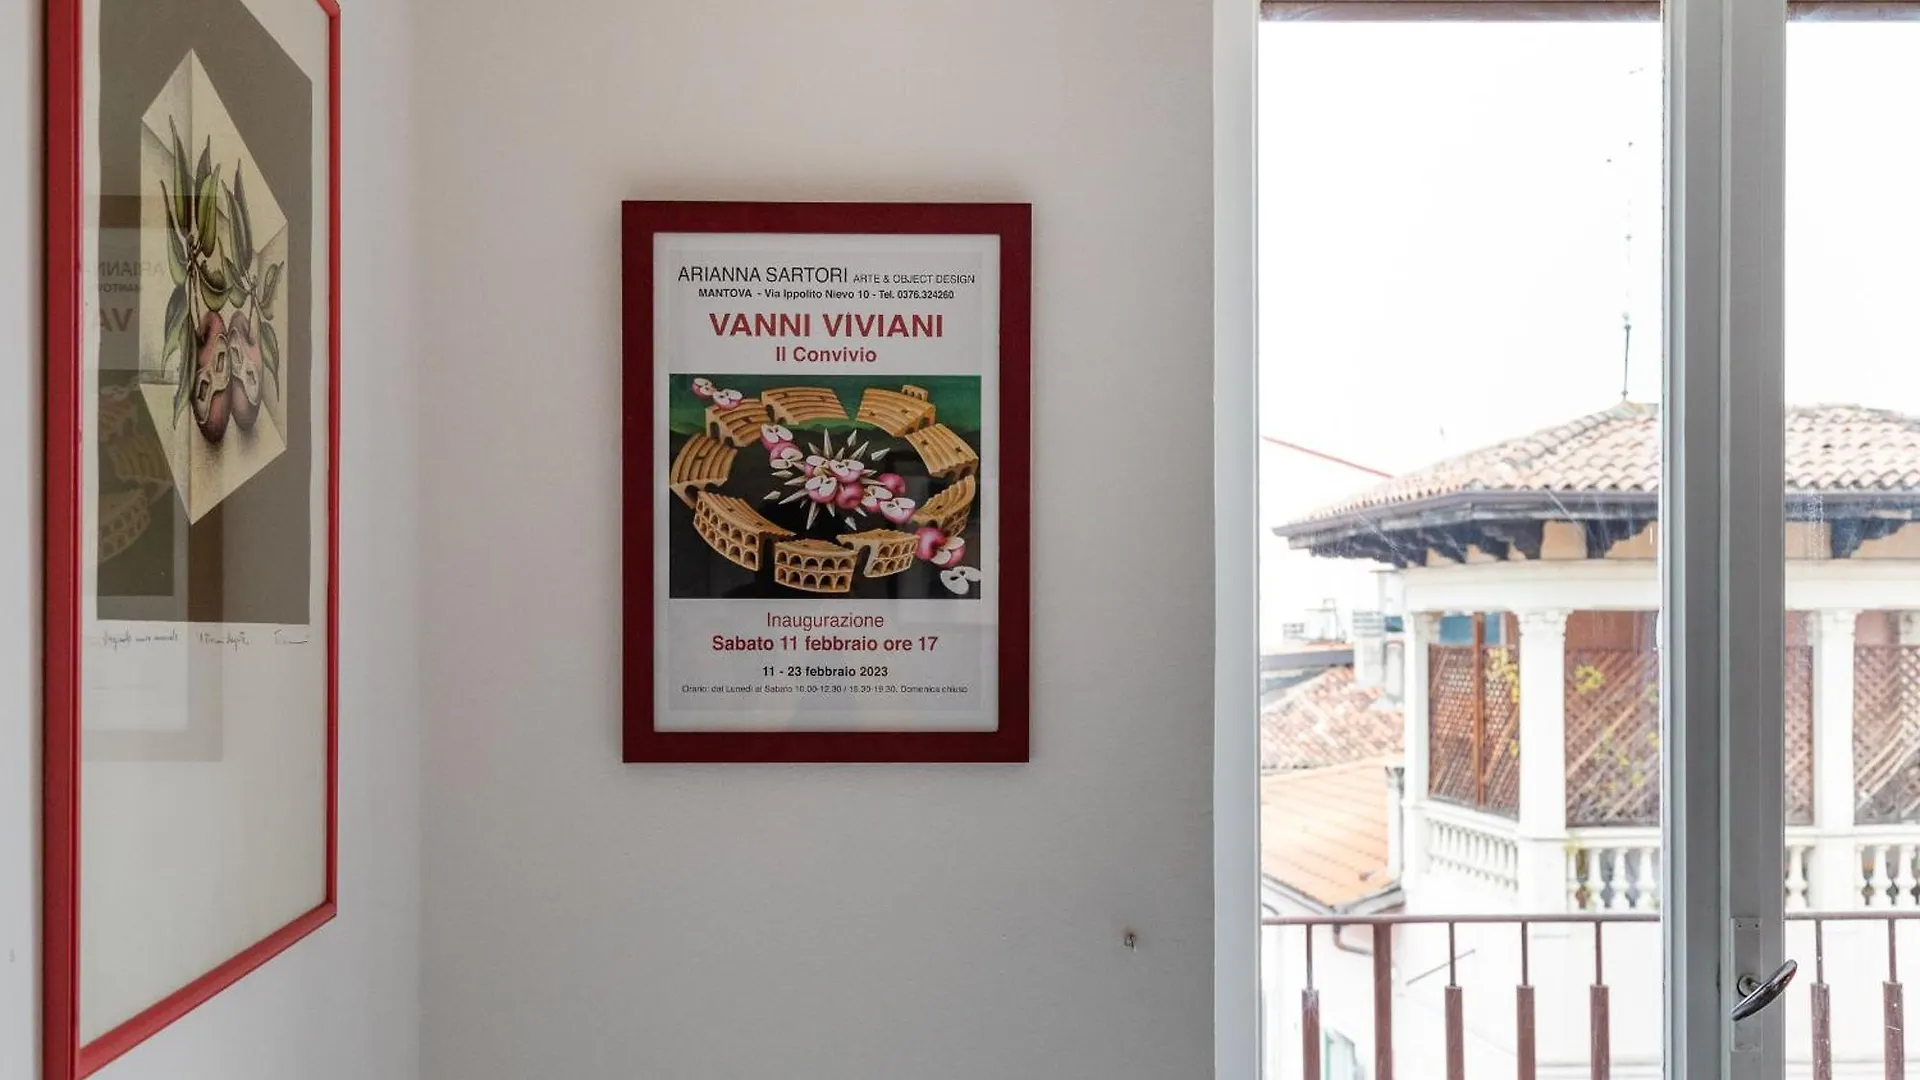 ARIANNA SARTORI ARTE & OBJECT DESIGN
MANTOVA - Via Ippolito Nievo 10 - Tel. 0376.324260
VANNI VIVIANI
Il Convivio
Inaugurazione
Sabato 11 febbraio ore 17
11 - 23 febbraio 2023
Orario: dal Lunedì al Sabato 10.00-12.30 / 15.30-19.30. Domenica chiuso